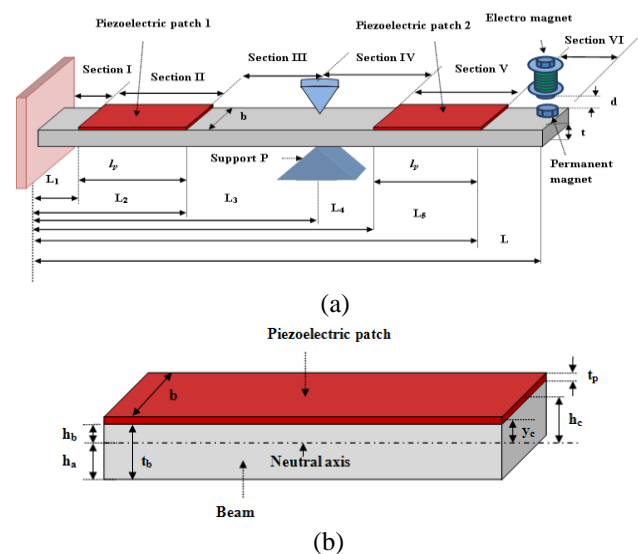 Piezoelectric patch 1
Piezoelectric patch 2
Electro magnet
Section VI
Section III
Section IV
Section I
Section II
Section V
d
b
t
Support P
Permanent magnet
lp
lp
L1
L2
L3
L4
L5
L
(a)
Piezoelectric patch
b
tp
hb
hc
yc
ha
tb
Neutral axis
Beam
(b)